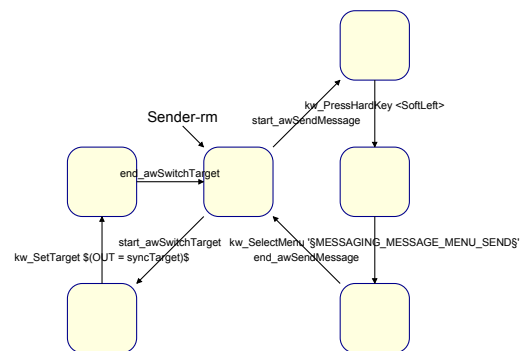 kw_PressHardKey <SoftLeft>
Sender-rm
start_awSendMessage
end_awSwitchTarget
start_awSwitchTarget
kw_SelectMenu '§MESSAGING_MESSAGE_MENU_SEND§'
kw_SetTarget $(OUT = syncTarget)$
end_awSendMessage